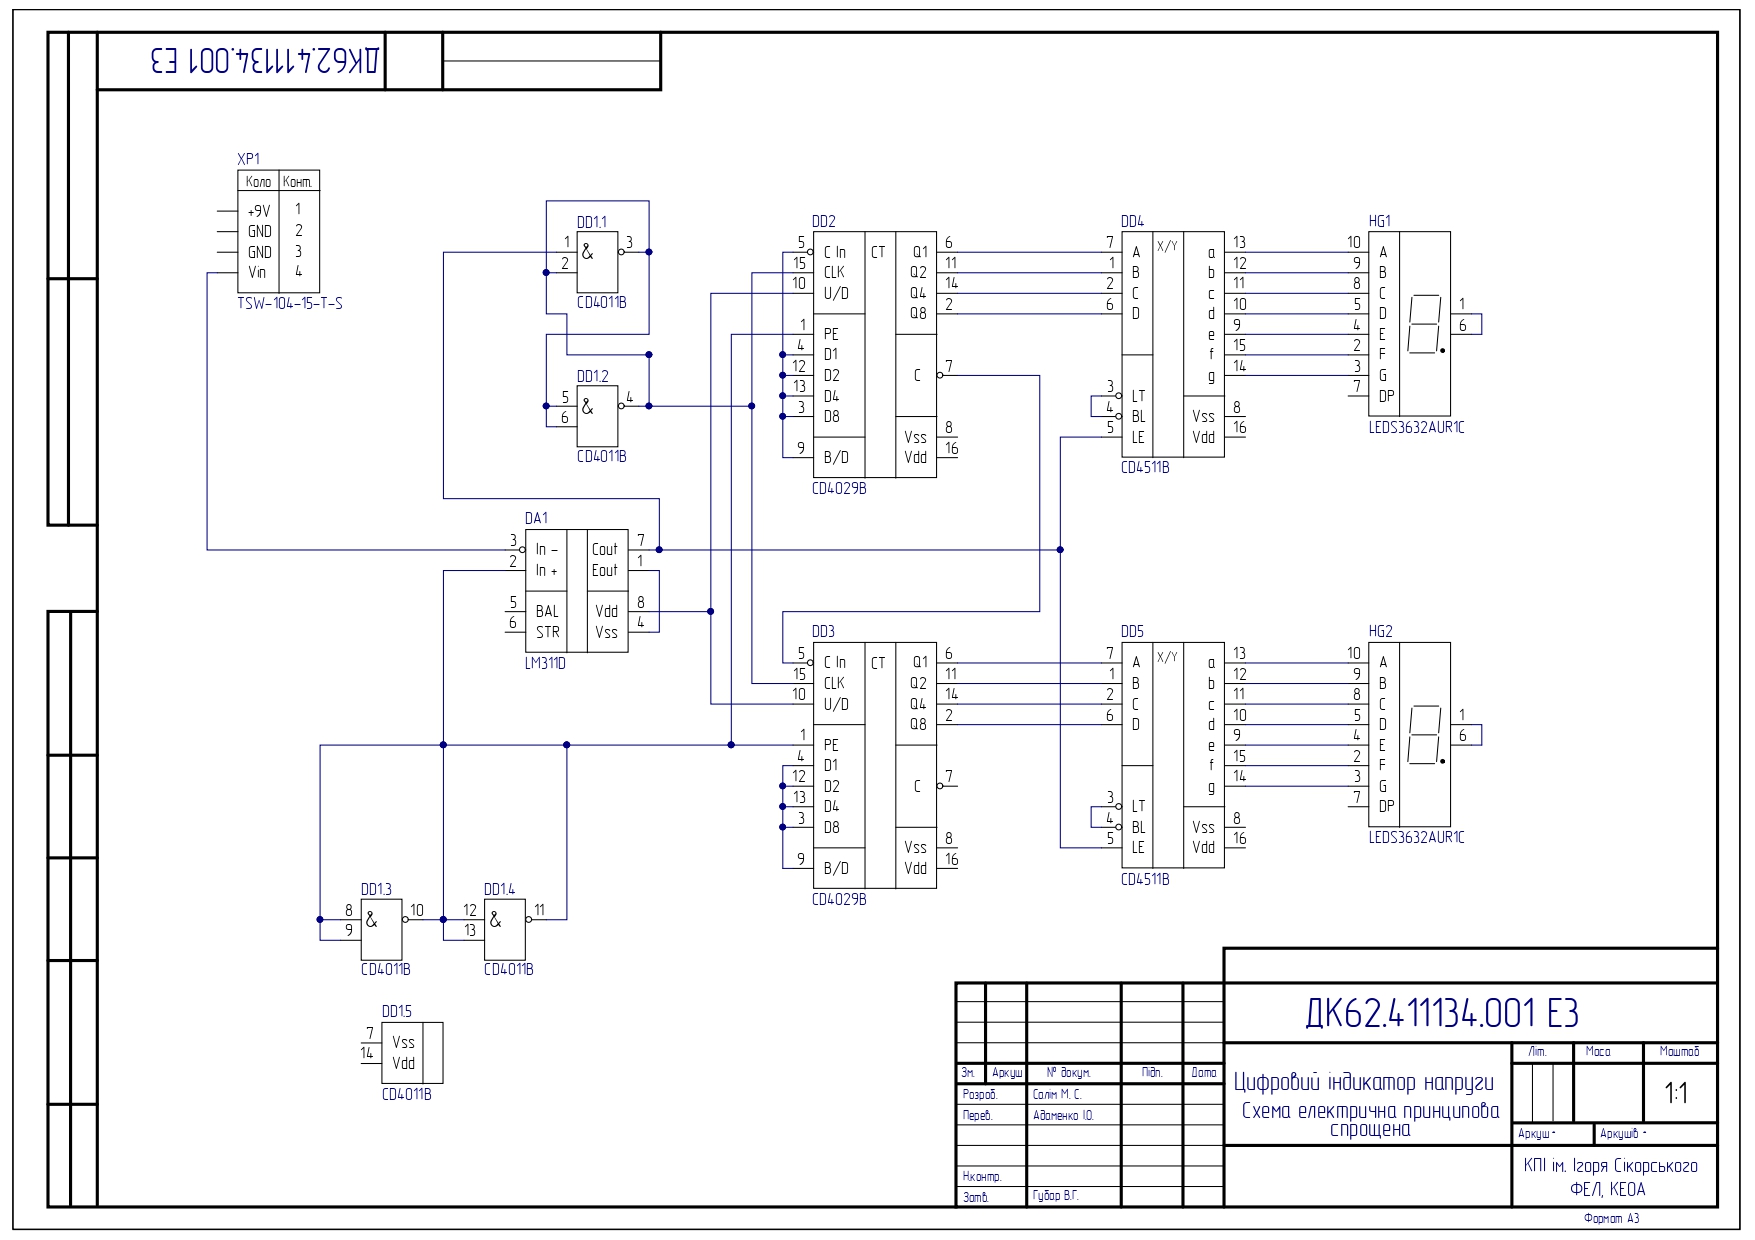 ДК62.411134.001 Е3
XP1
Коло Конт.
+9V 1
GND 2
GND 3
Vin 4
TSW-104-15-T-S
DD1.1
1 & 3
2
CD4011B
DD1.2
5 & 4
6
CD4011B
DA1
3 In - Cout 7
2 In + Eout 1
5 BAL Vdd 8
6 STR Vss 4
LM311D
DD2
5 C In CT Q1 6
15 CLK Q2 11
10 U/D Q4 14
Q8 2
1 PE
4 D1
12 D2 C 7
13 D4
3 D8
Vss 8
9 B/D Vdd 16
CD4029B
DD4
7 A X/Y a 13
1 B b 12
2 C c 11
6 D d 10
e 9
f 15
g 14
3 LT
4 BL Vss 8
5 LE Vdd 16
CD4511B
HG1
10 A
9 B
8 C
5 D 1
4 E 6
2 F
3 G
7 DP
LEDS3632AUR1C
DD3
5 C In CT Q1 6
15 CLK Q2 11
10 U/D Q4 14
Q8 2
1 PE
4 D1
12 D2 C 7
13 D4
3 D8
Vss 8
9 B/D Vdd 16
CD4029B
DD5
7 A X/Y a 13
1 B b 12
2 C c 11
6 D d 10
e 9
f 15
g 14
3 LT
4 BL Vss 8
5 LE Vdd 16
CD4511B
HG2
10 A
9 B
8 C
5 D 1
4 E 6
2 F
3 G
7 DP
LEDS3632AUR1C
DD1.3
8 & 10
9
CD4011B
DD1.4
12 & 11
13
CD4011B
DD1.5
7 Vss
14 Vdd
CD4011B
ДК62.411134.001 Е3
Зм. Аркуш № докум. Підп. Дата
Розроб. Салім М. С.
Перев. Адаменко І.О.
Н.контр.
Затв. Губар В.Г.
Цифровий індикатор напруги
Схема електрична принципова
спрощена
Літ. Маса Масштаб
1:1
Аркуш - Аркушів -
КПІ ім. Ігоря Сікорського
ФЕЛ, КЕОА
Формат А3